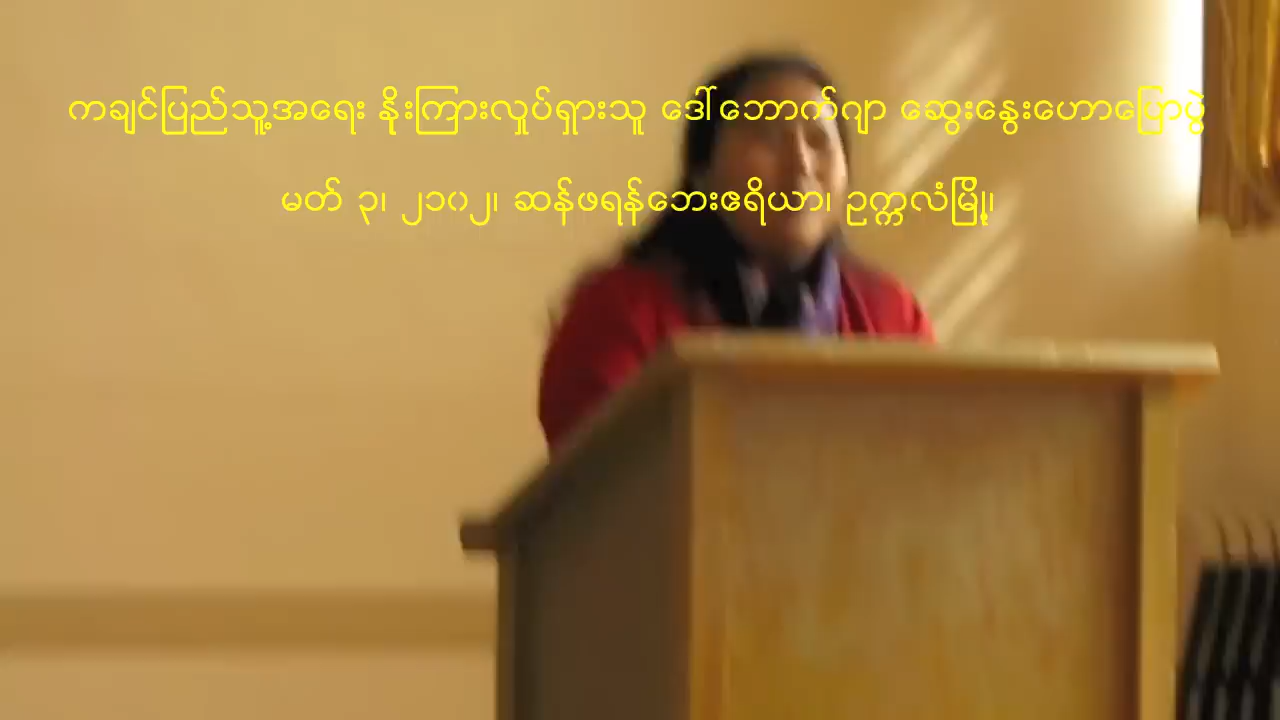 ကချင်ပြည်သူ့အရေး နိုးကြားလှုပ်ရှားသူ ဒေါ်ဘောက်ဂျာ ဆွေးနွေးဟောပြောပွဲ
မတ် ၃၊ ၂၁၀၂၊ ဆန်ဖရန်ဘေးဧရိယာ၊ ဥက္ကလံမြို့၊